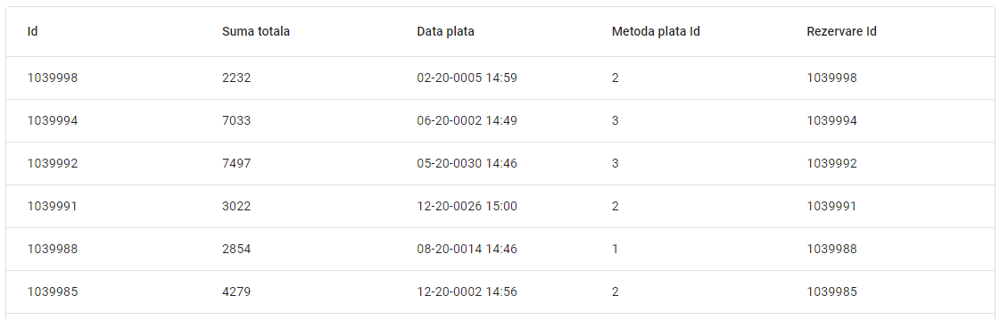 Id Suma totala Data plata Metoda plata Id Rezervare Id
1039998 2232 02-20-0005 14:59 2 1039998
1039994 7033 06-20-0002 14:49 3 1039994
1039992 7497 05-20-0030 14:46 3 1039992
1039991 3022 12-20-0026 15:00 2 1039991
1039988 2854 08-20-0014 14:46 1 1039988
1039985 4279 12-20-0002 14:56 2 1039985